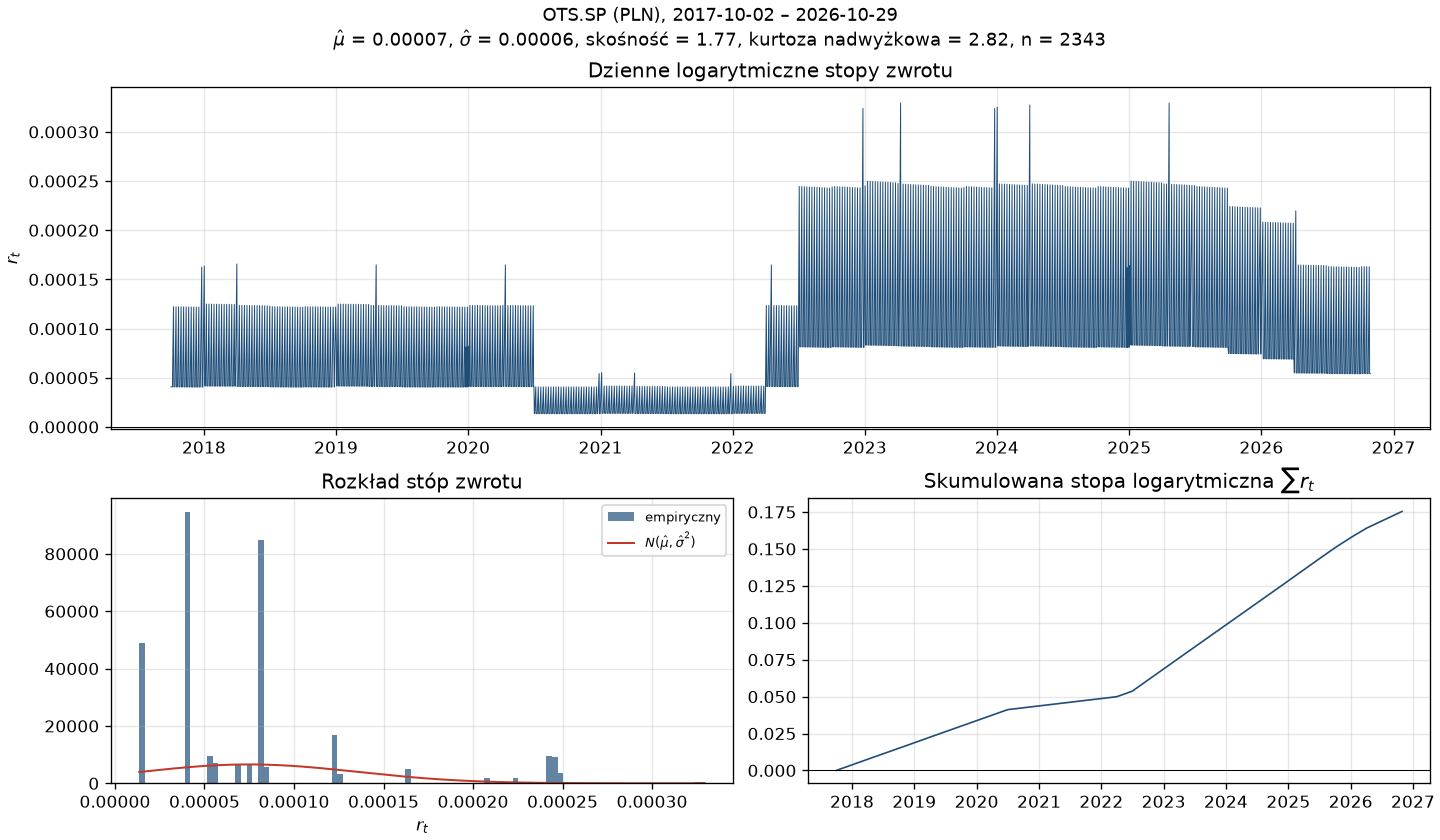 OTS.SP (PLN), 2017-10-02 – 2026-10-29
μ̂ = 0.00007, σ̂ = 0.00006, skośność = 1.77, kurtoza nadwyżkowa = 2.82, n = 2343
Dzienne logarytmiczne stopy zwrotu
0.00030
0.00025
0.00020
0.00015
0.00010
0.00005
0.00000
r_t
2018 2019 2020 2021 2022 2023 2024 2025 2026 2027
Rozkład stóp zwrotu
80000
60000
40000
20000
0
empiryczny
N(μ̂, σ̂²)
0.00000 0.00005 0.00010 0.00015 0.00020 0.00025 0.00030
r_t
Skumulowana stopa logarytmiczna ∑r_t
0.175
0.150
0.125
0.100
0.075
0.050
0.025
0.000
2018 2019 2020 2021 2022 2023 2024 2025 2026 2027